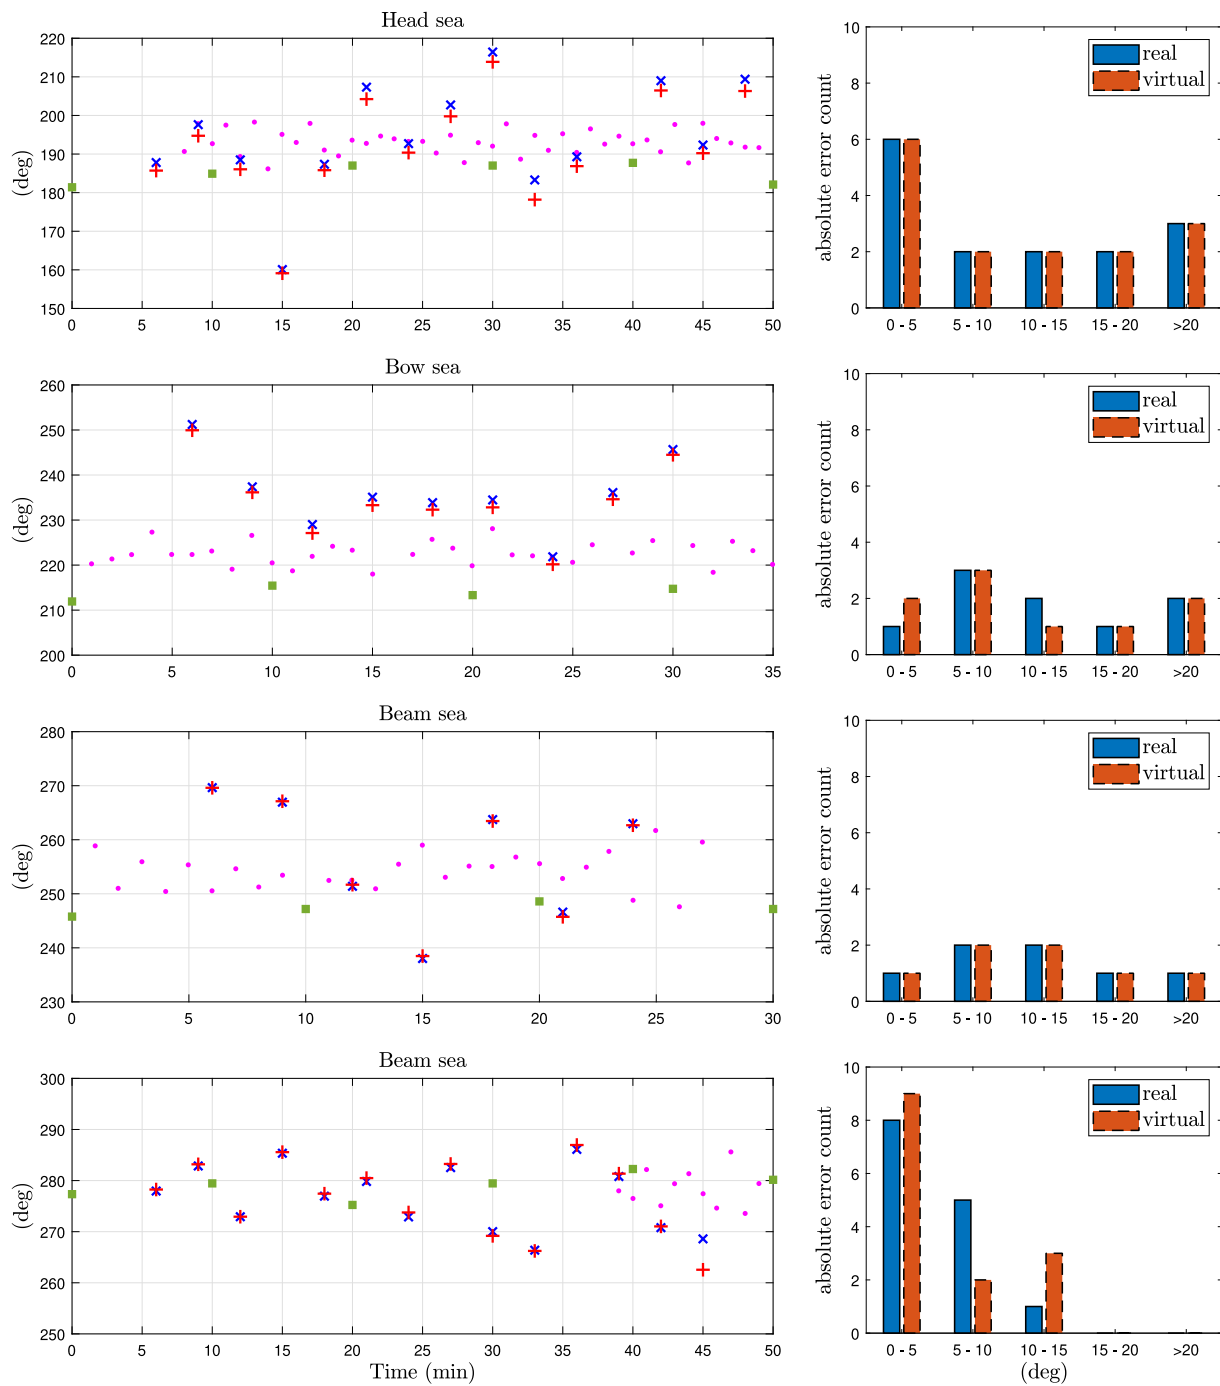 Head sea
220
210
200
190
180
170
160
150
(deg)
0 5 10 15 20 25 30 35 40 45 50
10
8
6
4
2
0
absolute error count
real
virtual
0 - 5 5 - 10 10 - 15 15 - 20 >20
Bow sea
260
250
240
230
220
210
200
(deg)
0 5 10 15 20 25 30 35
10
8
6
4
2
0
absolute error count
real
virtual
0 - 5 5 - 10 10 - 15 15 - 20 >20
Beam sea
280
270
260
250
240
230
(deg)
0 5 10 15 20 25 30
10
8
6
4
2
0
absolute error count
real
virtual
0 - 5 5 - 10 10 - 15 15 - 20 >20
Beam sea
300
290
280
270
260
250
(deg)
0 5 10 15 20 25 30 35 40 45 50
Time (min)
10
8
6
4
2
0
absolute error count
real
virtual
0 - 5 5 - 10 10 - 15 15 - 20 >20
(deg)